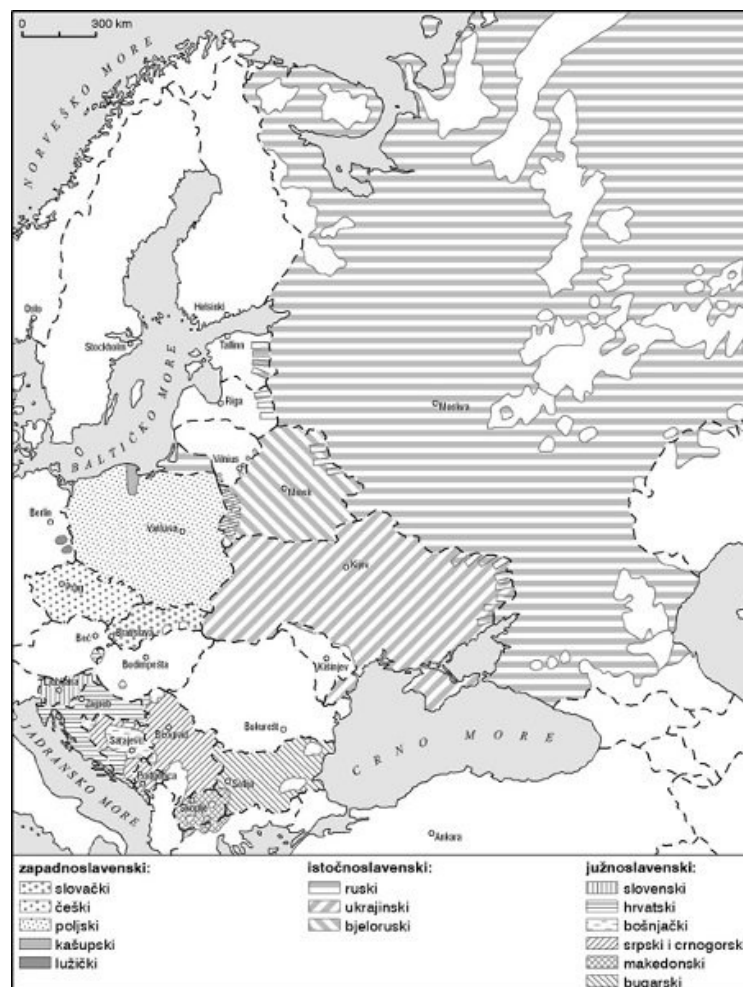 0 300 km
NORVEŠKO MORE
Oslo
Helsinki
Stockholm
Tallinn
BALTIČKO MORE
Riga
Moskva
Vilnius
Minsk
Berlin
Varšava
Prag
Kijev
Beč
Bratislava
Budimpešta
Kišinjev
Ljubljana
Zagreb
Beograd
Bukurešt
Sarajevo
JADRANSKO MORE
Podgorica
Sofija
Skopje
CRNO MORE
Ankara
zapadnoslavenski:
slovački
češki
poljski
kašupski
lužički
istočnoslavenski:
ruski
ukrajinski
bjeloruski
južnoslavenski:
slovenski
hrvatski
bošnjački
srpski i crnogorsk
makedonski
bugarski